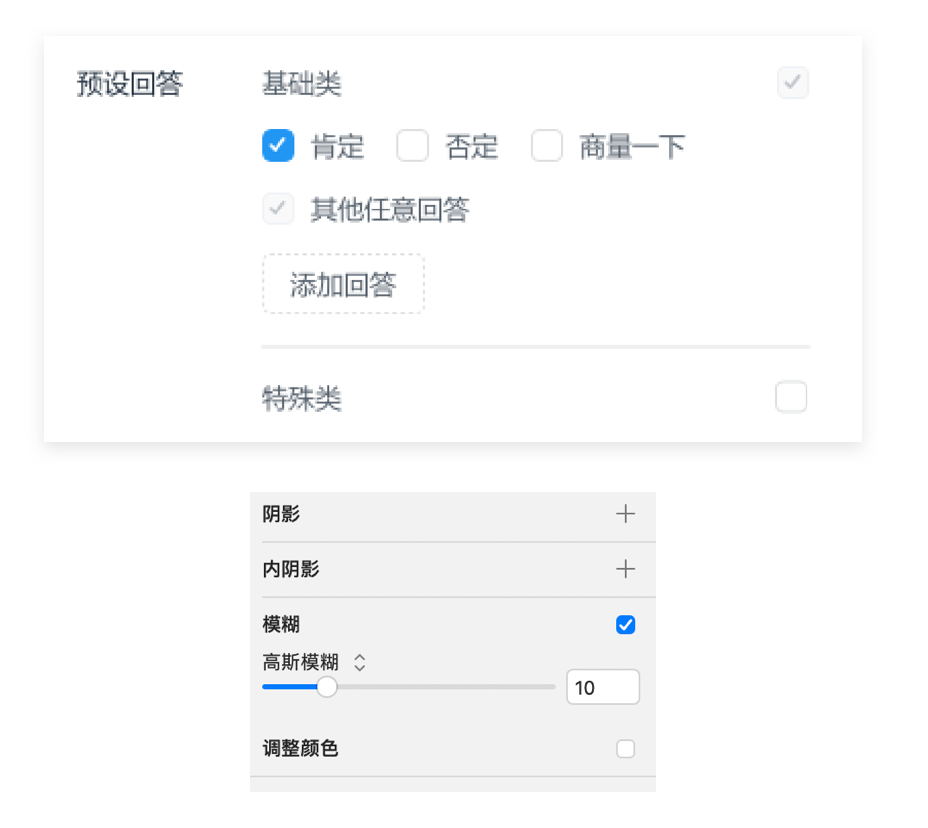 预设回答 基础类
肯定 否定 商量一下
其他任意回答
添加回答
特殊类
阴影
内阴影
模糊
高斯模糊
10
调整颜色